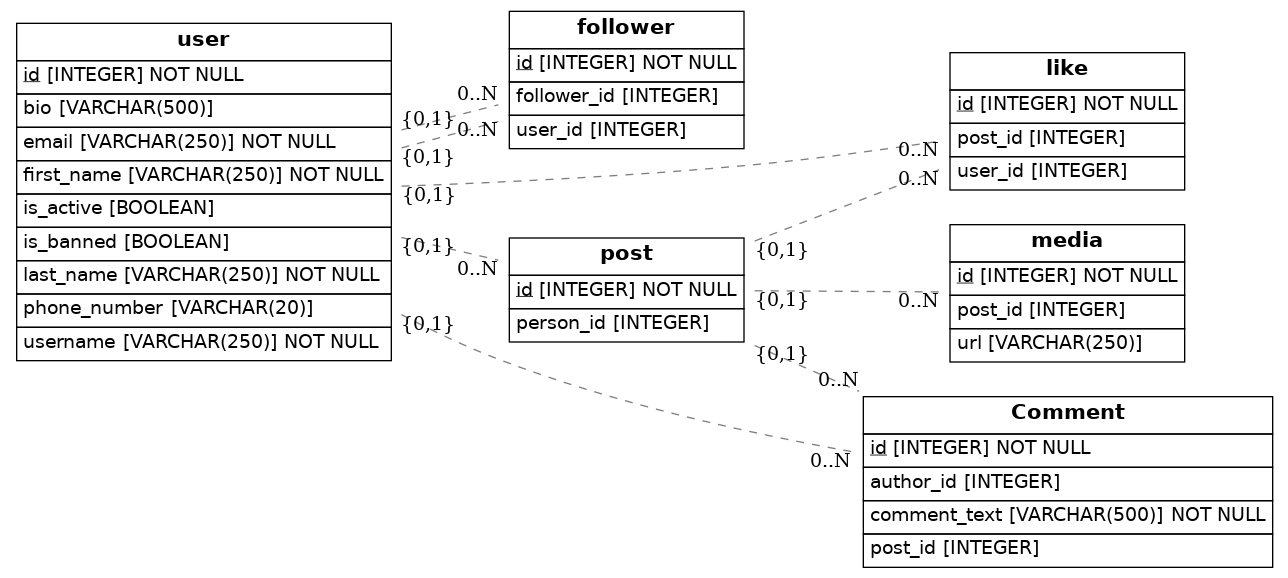 user
id [INTEGER] NOT NULL
bio [VARCHAR(500)]
email [VARCHAR(250)] NOT NULL
first_name [VARCHAR(250)] NOT NULL
is_active [BOOLEAN]
is_banned [BOOLEAN]
last_name [VARCHAR(250)] NOT NULL
phone_number [VARCHAR(20)]
username [VARCHAR(250)] NOT NULL
0..N
{0,1}
0..N
{0,1}
{0,1}
{0,1}
0..N
{0,1}
follower
id [INTEGER] NOT NULL
follower_id [INTEGER]
user_id [INTEGER]
post
id [INTEGER] NOT NULL
person_id [INTEGER]
0..N
0..N
{0,1}
{0,1}
0..N
{0,1}
0..N
0..N
like
id [INTEGER] NOT NULL
post_id [INTEGER]
user_id [INTEGER]
media
id [INTEGER] NOT NULL
post_id [INTEGER]
url [VARCHAR(250)]
Comment
id [INTEGER] NOT NULL
author_id [INTEGER]
comment_text [VARCHAR(500)] NOT NULL
post_id [INTEGER]